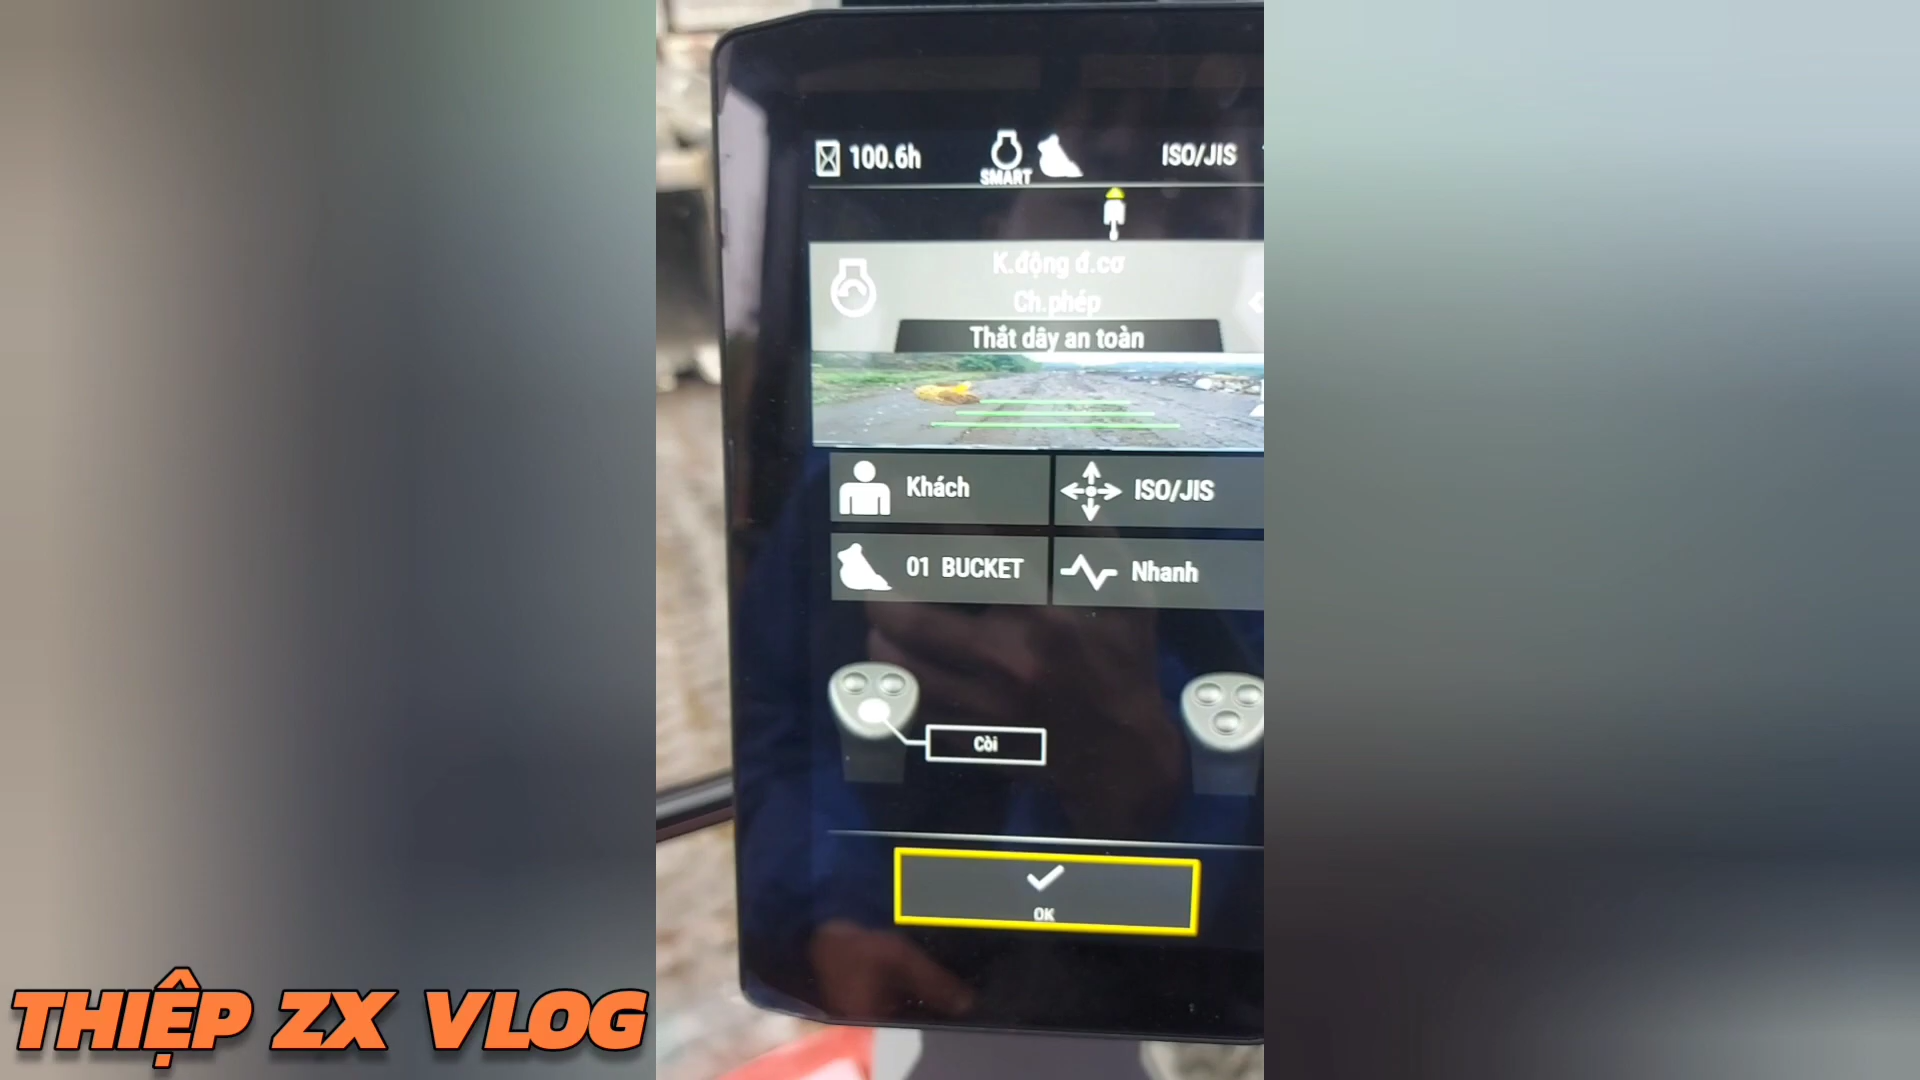 100.6h
SMART
ISO/JIS
K.động đ.cơ
Ch.phép
Thắt dây an toàn
Khách
ISO/JIS
01 BUCKET
Nhanh
Còi
OK
THIỆP ZX VLOG